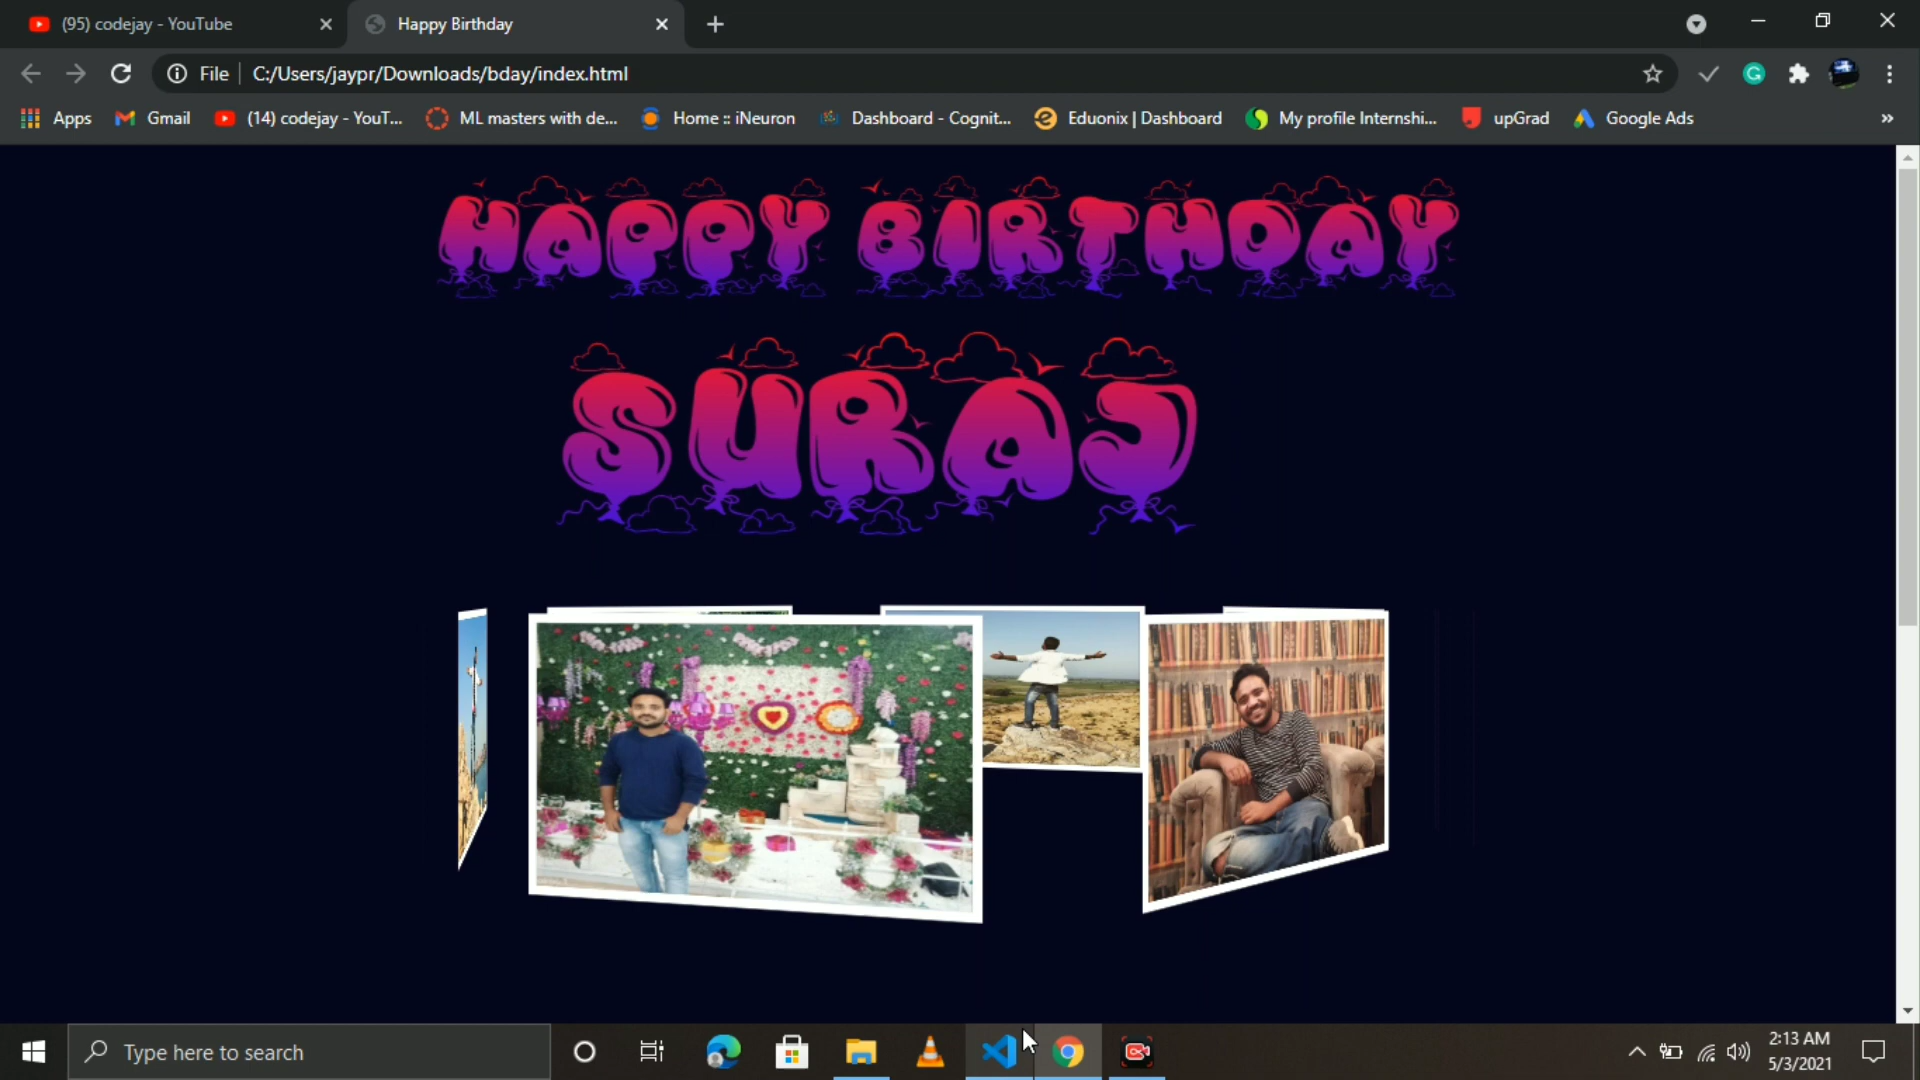 (95) codejay - YouTube
Happy Birthday
File
C:/Users/jaypr/Downloads/bday/index.html
Apps
Gmail
(14) codejay - YouT...
ML masters with de...
Home :: iNeuron
Dashboard - Cognit...
Eduonix | Dashboard
My profile Internshi...
upGrad
Google Ads
»
HAPPY BIRTHDAY
SURAJ
Type here to search
2:13 AM
5/3/2021